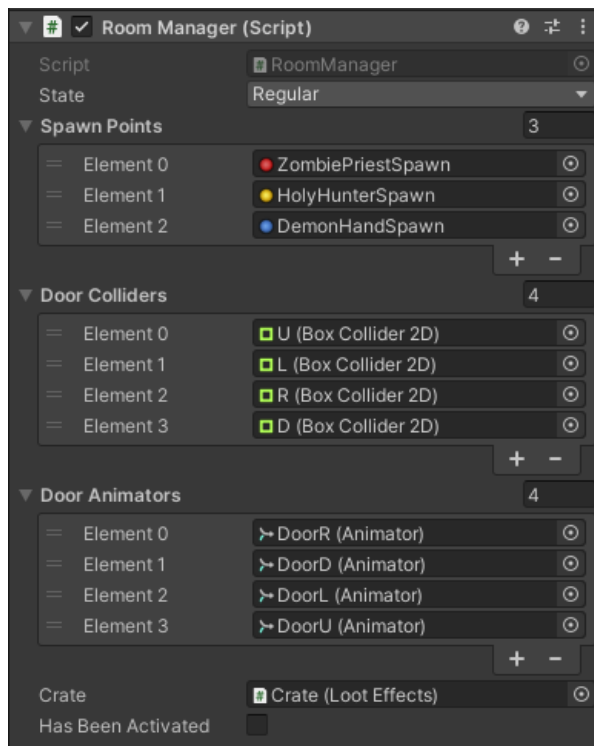 # Room Manager (Script)
Script # RoomManager
State Regular
Spawn Points 3
Element 0 ZombiePriestSpawn
Element 1 HolyHunterSpawn
Element 2 DemonHandSpawn
+ -
Door Colliders 4
Element 0 U (Box Collider 2D)
Element 1 L (Box Collider 2D)
Element 2 R (Box Collider 2D)
Element 3 D (Box Collider 2D)
+ -
Door Animators 4
Element 0 DoorR (Animator)
Element 1 DoorD (Animator)
Element 2 DoorL (Animator)
Element 3 DoorU (Animator)
+ -
Crate # Crate (Loot Effects)
Has Been Activated